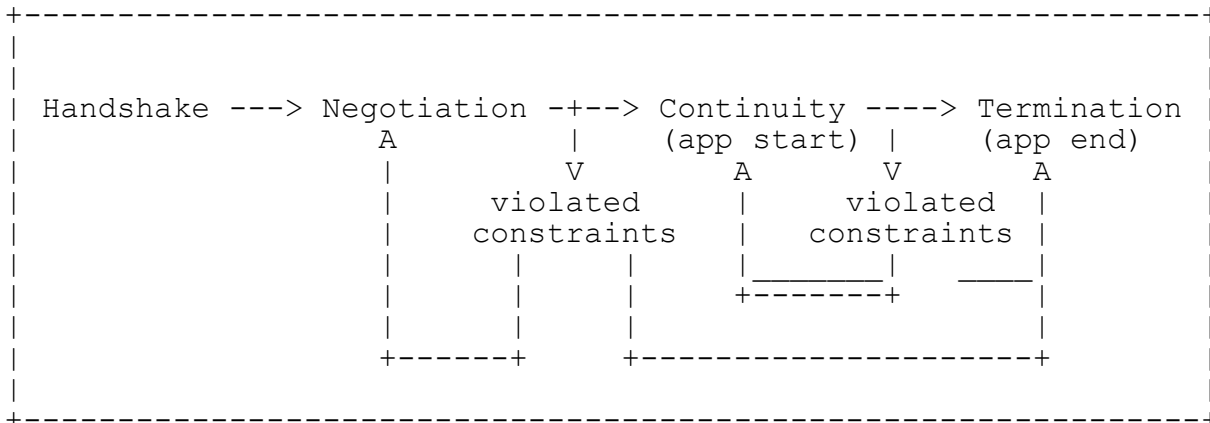 Handshake ---> Negotiation -+--> Continuity ----> Termination
A | (app start) | (app end)
| V A V A
| violated | violated |
| constraints | constraints |